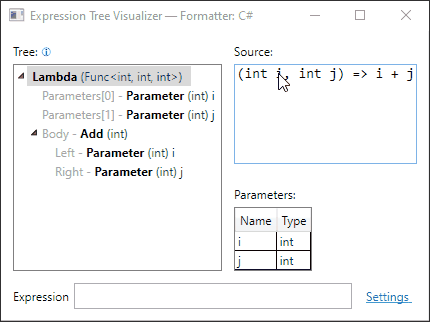 Expression Tree Visualizer — Formatter: C#
Tree: ⓘ
Lambda (Func<int, int, int>)
Parameters[0] - Parameter (int) i
Parameters[1] - Parameter (int) j
Body - Add (int)
Left - Parameter (int) i
Right - Parameter (int) j
Source:
(int i, int j) => i + j
Parameters:
Name Type
i int
j int
Expression
Settings